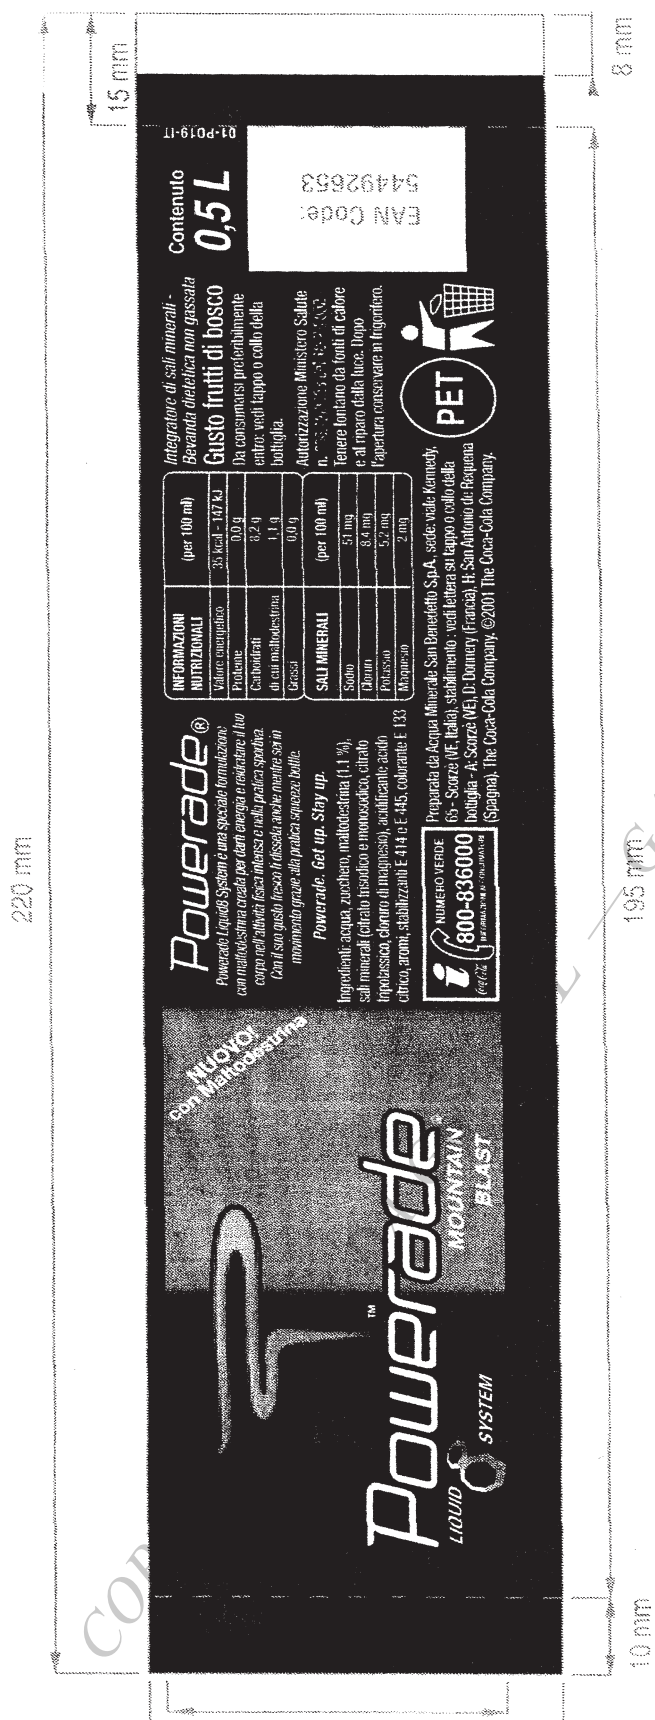 220 mm
15 mm
8 mm
195 mm
10 mm
Powerade™
MOUNTAIN
BLAST
LIQUID 8 SYSTEM
NUOVO!
con Maltodestrina
Powerade®
Powerade Liquid8 System è una speciale formulazione
con maltodestrina creata per darti energia e reidratare il tuo
corpo nell'attività fisica intensa e nella pratica sportiva.
Con il suo gusto fresco ti disseta anche mentre sei in
movimento grazie alla pratica squeeze bottle.
Powerade. Get up. Stay up.
Ingredienti: acqua, zucchero, maltodestrina (1.1 %),
sali minerali (citrato trisodico e monosodico, citrato
tripotassico, cloruro di magnesio), acidificante acido
citrico, aromi, stabilizzanti E 414 e E 445, colorante E 133
NUMERO VERDE
800-836000
INFORMAZIONI AI CONSUMATORI
Preparata da Acqua Minerale San Benedetto S.p.A., sede: viale Kennedy,
65 - Scorzè (VE, Italia), stabilimento: vedi lettera su tappo o collo della
bottiglia - A: Scorzè (VE), D: Donnery (Francia), H: San Antonio de Requena
(Spagna). The Coca-Cola Company. ©2001 The Coca-Cola Company.
INFORMAZIONI
NUTRIZIONALI (per 100 ml)
Valore energetico 35 kcal - 147 kJ
Proteine 0,0 g
Carboidrati 8,2 g
di cui maltodestrina 1,1 g
Grassi 0,0 g
SALI MINERALI (per 100 ml)
Sodio 51 mg
Cloruro 8.4 mg
Potassio 5.2 mg
Magnesio 2 mg
Integratore di sali minerali -
Bevanda dietetica non gassata
Gusto frutti di bosco
Da consumarsi preferibilmente
entro: vedi tappo o collo della
bottiglia.
Autorizzazione Ministero Salute
n.
Tenere lontano da fonti di calore
e al riparo dalla luce. Dopo
l'apertura conservare in frigorifero.
PET
Contenuto
0,5 L
01-P019-IT
EAN Code:
54492653